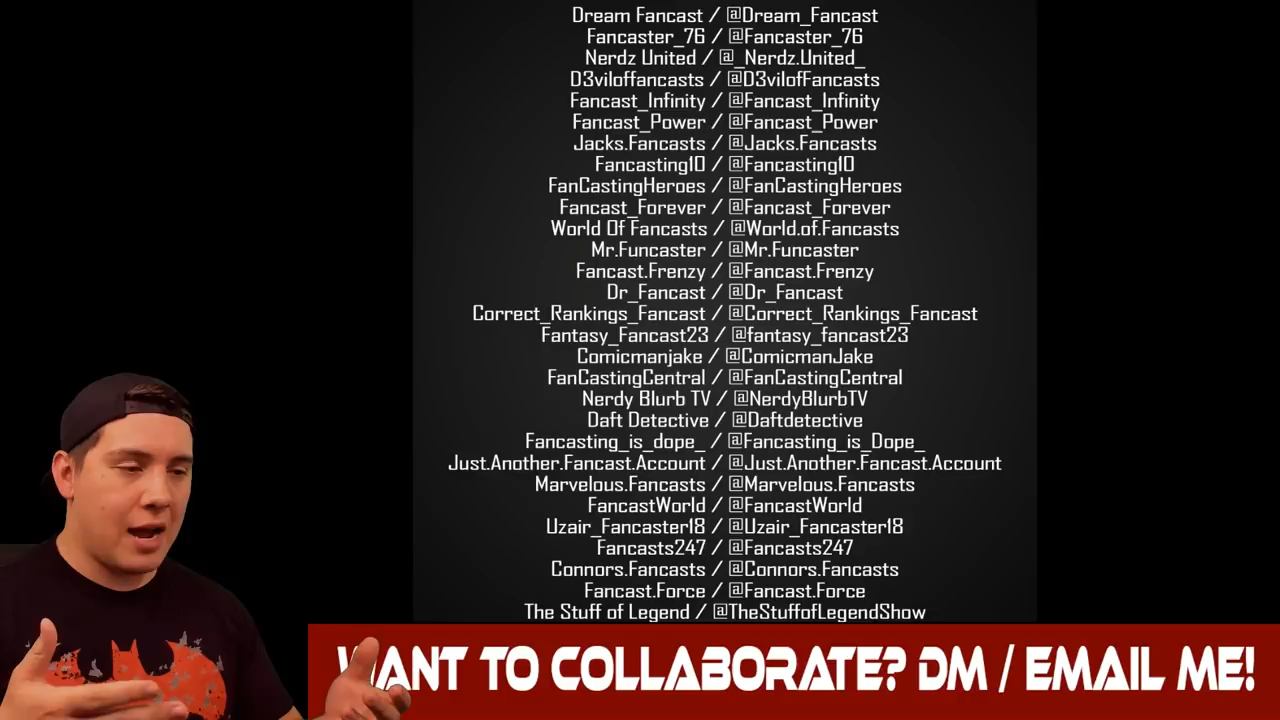 Dream Fancast / @Dream_Fancast
Fancaster_76 / @Fancaster_76
Nerdz United / @_Nerdz.United_
D3viloffancasts / @D3vilofFancasts
Fancast_Infinity / @Fancast_Infinity
Fancast_Power / @Fancast_Power
Jacks.Fancasts / @Jacks.Fancasts
Fancasting10 / @Fancasting10
FanCastingHeroes / @FanCastingHeroes
Fancast_Forever / @Fancast_Forever
World Of Fancasts / @World.of.Fancasts
Mr.Funcaster / @Mr.Funcaster
Fancast.Frenzy / @Fancast.Frenzy
Dr_Fancast / @Dr_Fancast
Correct_Rankings_Fancast / @Correct_Rankings_Fancast
Fantasy_Fancast23 / @fantasy_fancast23
Comicmanjake / @ComicmanJake
FanCastingCentral / @FanCastingCentral
Nerdy Blurb TV / @NerdyBlurbTV
Daft Detective / @Daftdetective
Fancasting_is_dope_ / @Fancasting_is_Dope_
Just.Another.Fancast.Account / @Just.Another.Fancast.Account
Marvelous.Fancasts / @Marvelous.Fancasts
FancastWorld / @FancastWorld
Uzair_Fancaster18 / @Uzair_Fancaster18
Fancasts247 / @Fancasts247
Connors.Fancasts / @Connors.Fancasts
Fancast.Force / @Fancast.Force
The Stuff of Legend / @TheStuffofLegendShow
WANT TO COLLABORATE? DM / EMAIL ME!